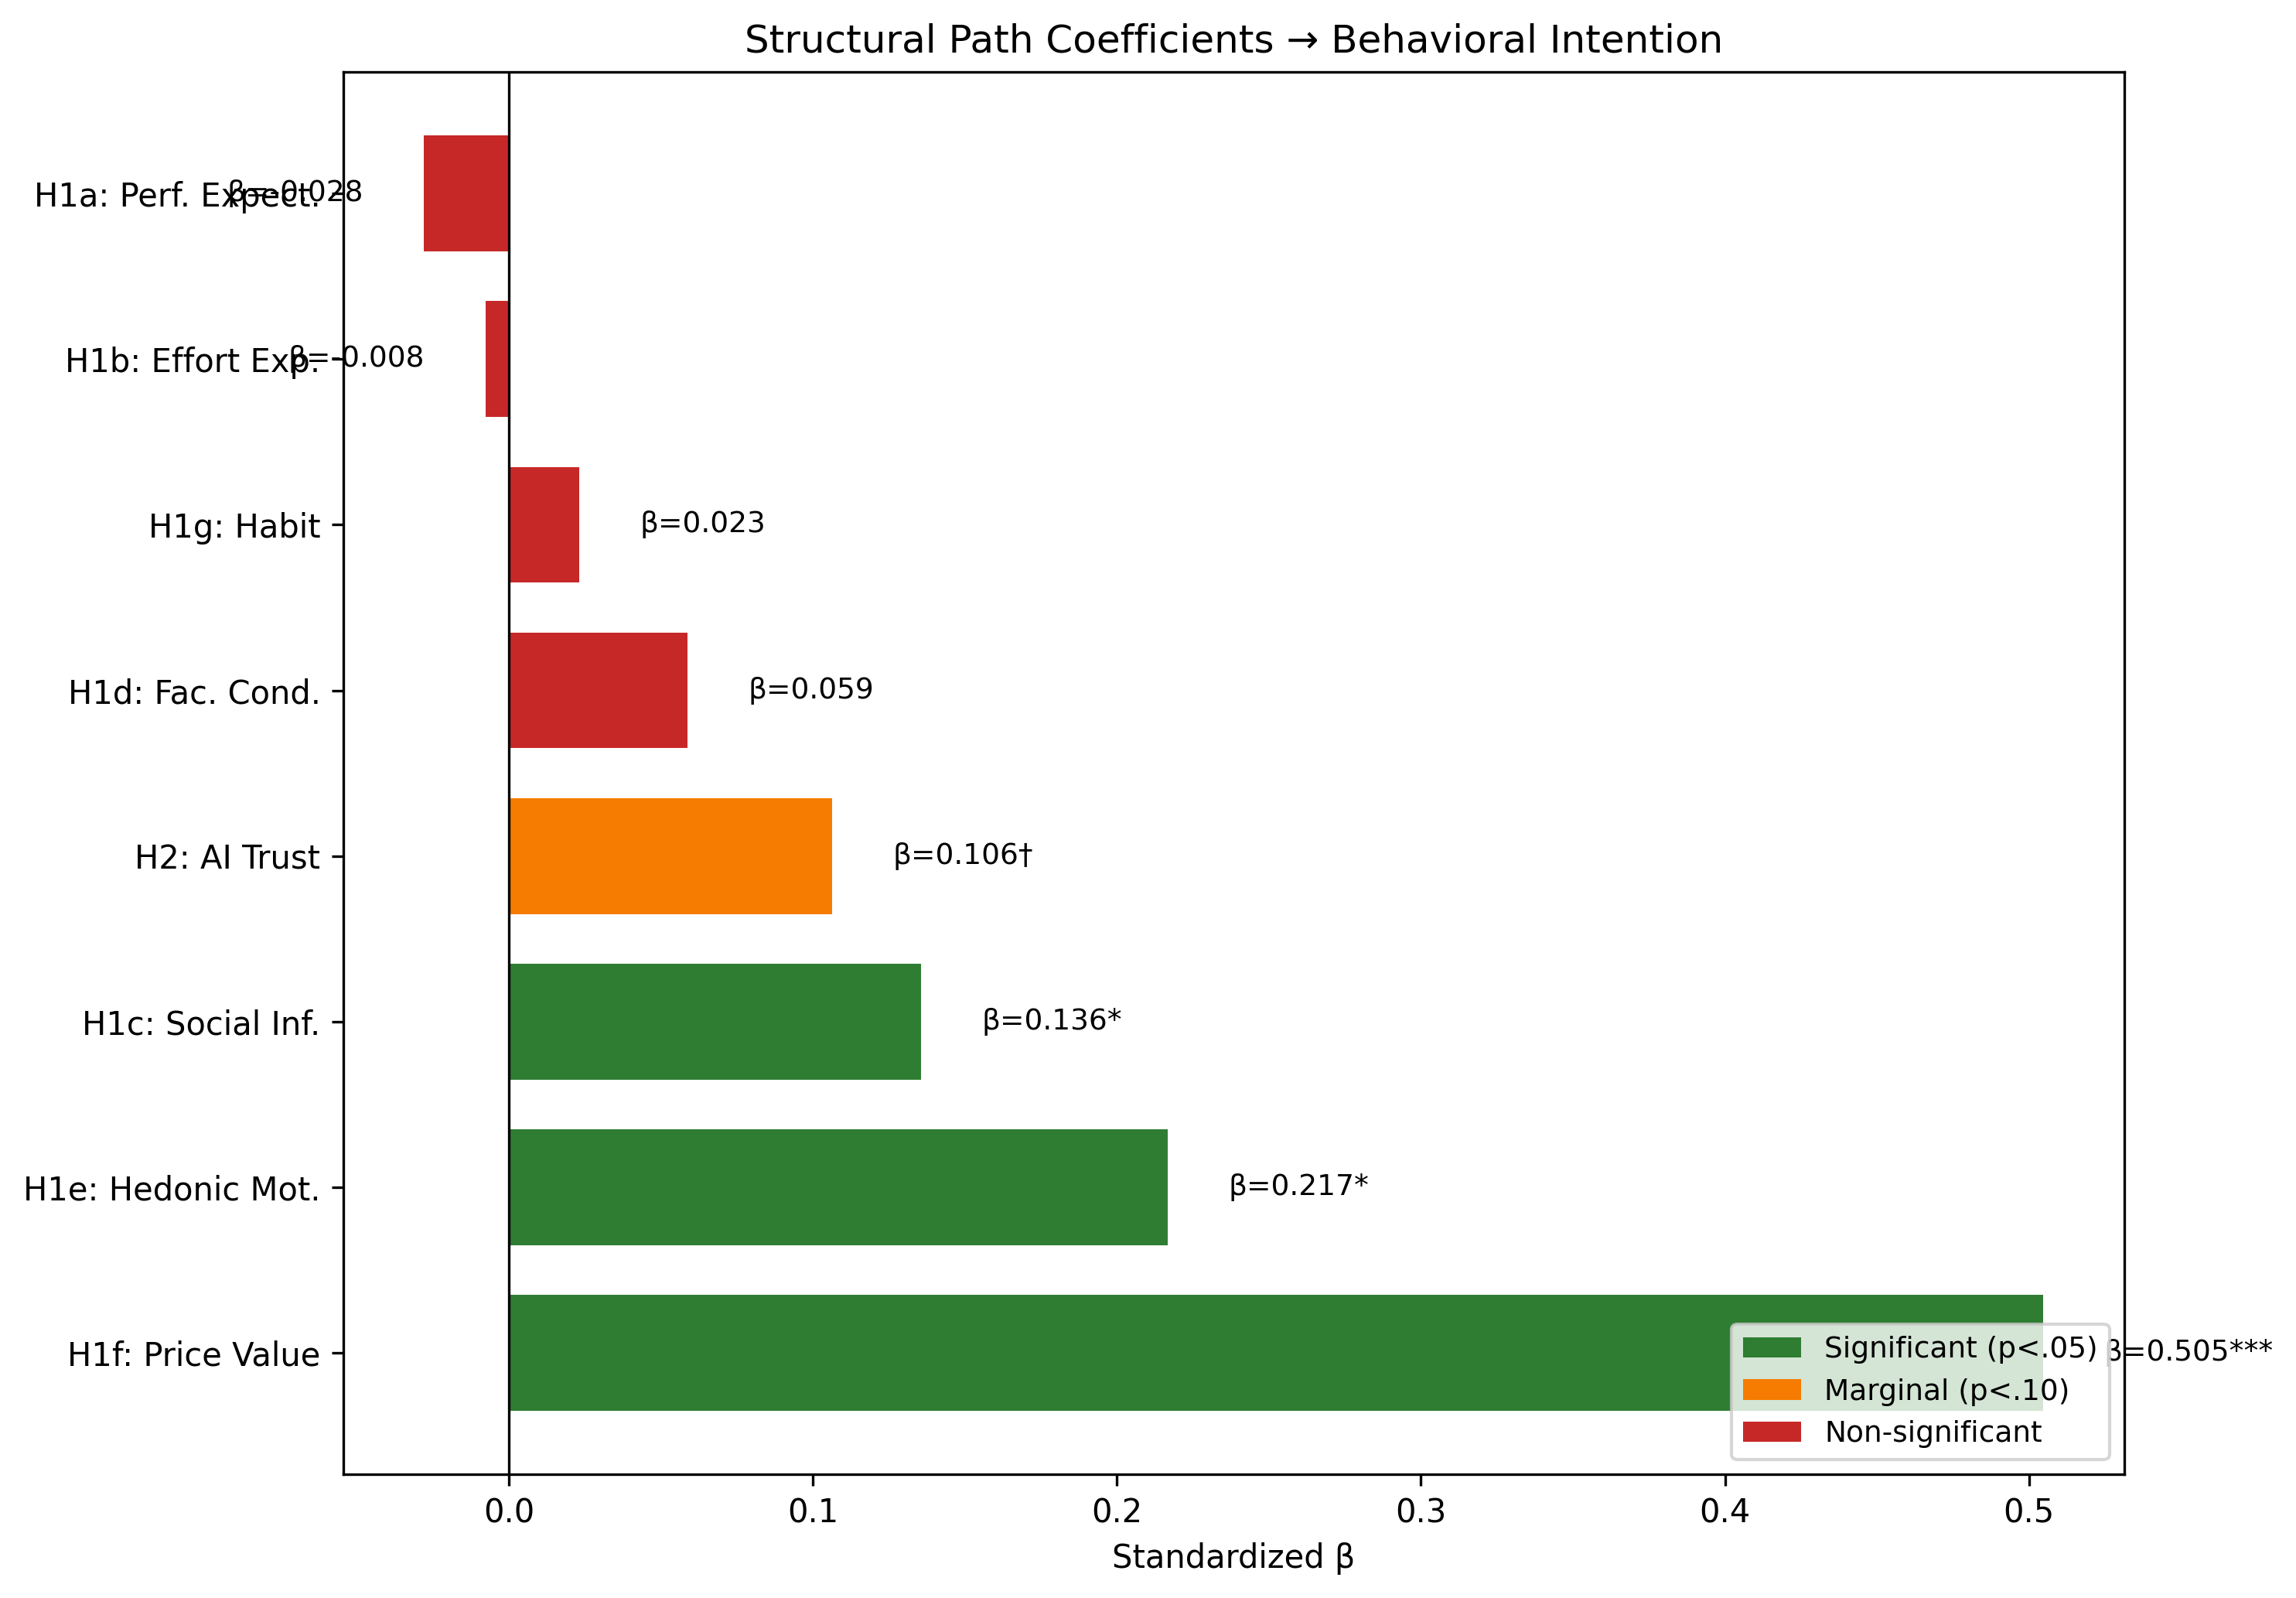 Structural Path Coefficients → Behavioral Intention
H1a: Perf. Expect.
β=-0.028
H1b: Effort Exp.
β=-0.008
H1g: Habit
β=0.023
H1d: Fac. Cond.
β=0.059
H2: AI Trust
β=0.106†
H1c: Social Inf.
β=0.136*
H1e: Hedonic Mot.
β=0.217*
H1f: Price Value
β=0.505***
Significant (p<.05)
Marginal (p<.10)
Non-significant
0.0 0.1 0.2 0.3 0.4 0.5
Standardized β